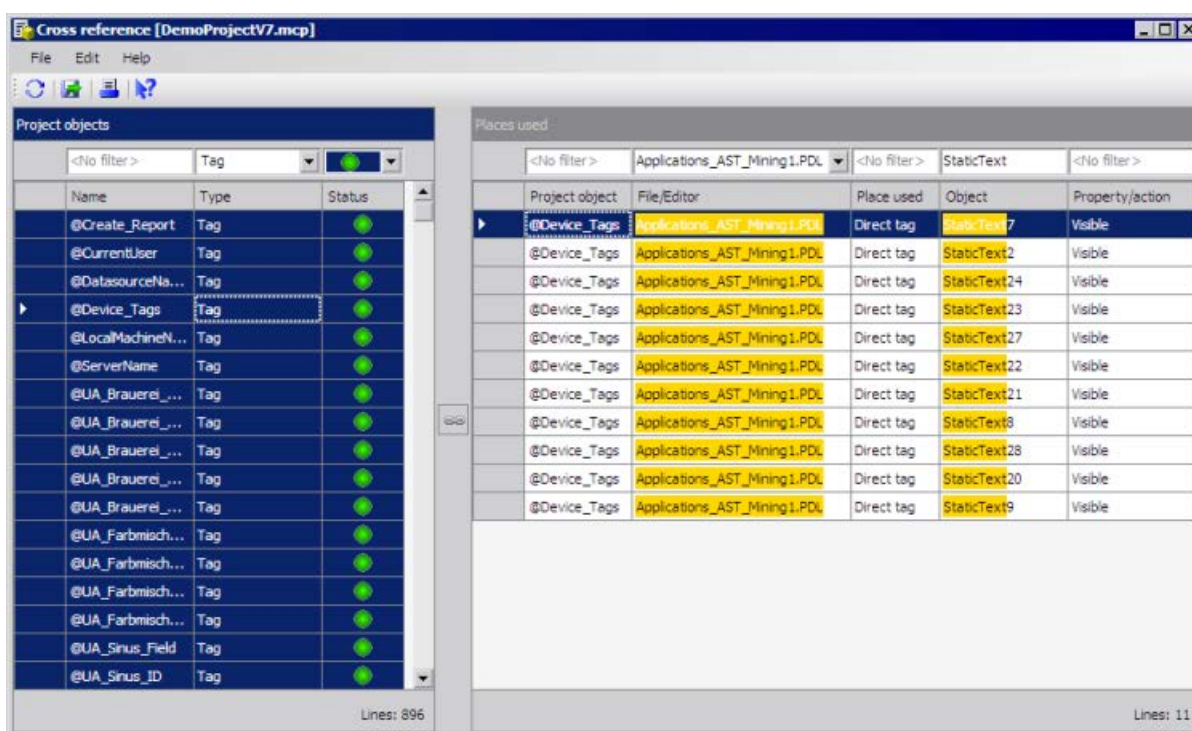 Cross reference [DemoProjectV7.mcp]
File Edit Help
Project objects
<No filter> Tag
Name Type Status
@Create_Report Tag
@CurrentUser Tag
@DatasourceNa... Tag
@Device_Tags Tag
@LocalMachineN... Tag
@ServerName Tag
@UA_Brauerei_... Tag
@UA_Brauerei_... Tag
@UA_Brauerei_... Tag
@UA_Brauerei_... Tag
@UA_Brauerei_... Tag
@UA_Farbmisch... Tag
@UA_Farbmisch... Tag
@UA_Farbmisch... Tag
@UA_Farbmisch... Tag
@UA_Sinus_Field Tag
@UA_Sinus_ID Tag
Lines: 896
Places used
<No filter> Applications_AST_Mining1.PDL <No filter> StaticText <No filter>
Project object File/Editor Place used Object Property/action
@Device_Tags Applications_AST_Mining1.PDL Direct tag StaticText7 Visible
@Device_Tags Applications_AST_Mining1.PDL Direct tag StaticText2 Visible
@Device_Tags Applications_AST_Mining1.PDL Direct tag StaticText24 Visible
@Device_Tags Applications_AST_Mining1.PDL Direct tag StaticText23 Visible
@Device_Tags Applications_AST_Mining1.PDL Direct tag StaticText27 Visible
@Device_Tags Applications_AST_Mining1.PDL Direct tag StaticText22 Visible
@Device_Tags Applications_AST_Mining1.PDL Direct tag StaticText21 Visible
@Device_Tags Applications_AST_Mining1.PDL Direct tag StaticText8 Visible
@Device_Tags Applications_AST_Mining1.PDL Direct tag StaticText28 Visible
@Device_Tags Applications_AST_Mining1.PDL Direct tag StaticText20 Visible
@Device_Tags Applications_AST_Mining1.PDL Direct tag StaticText9 Visible
Lines: 11